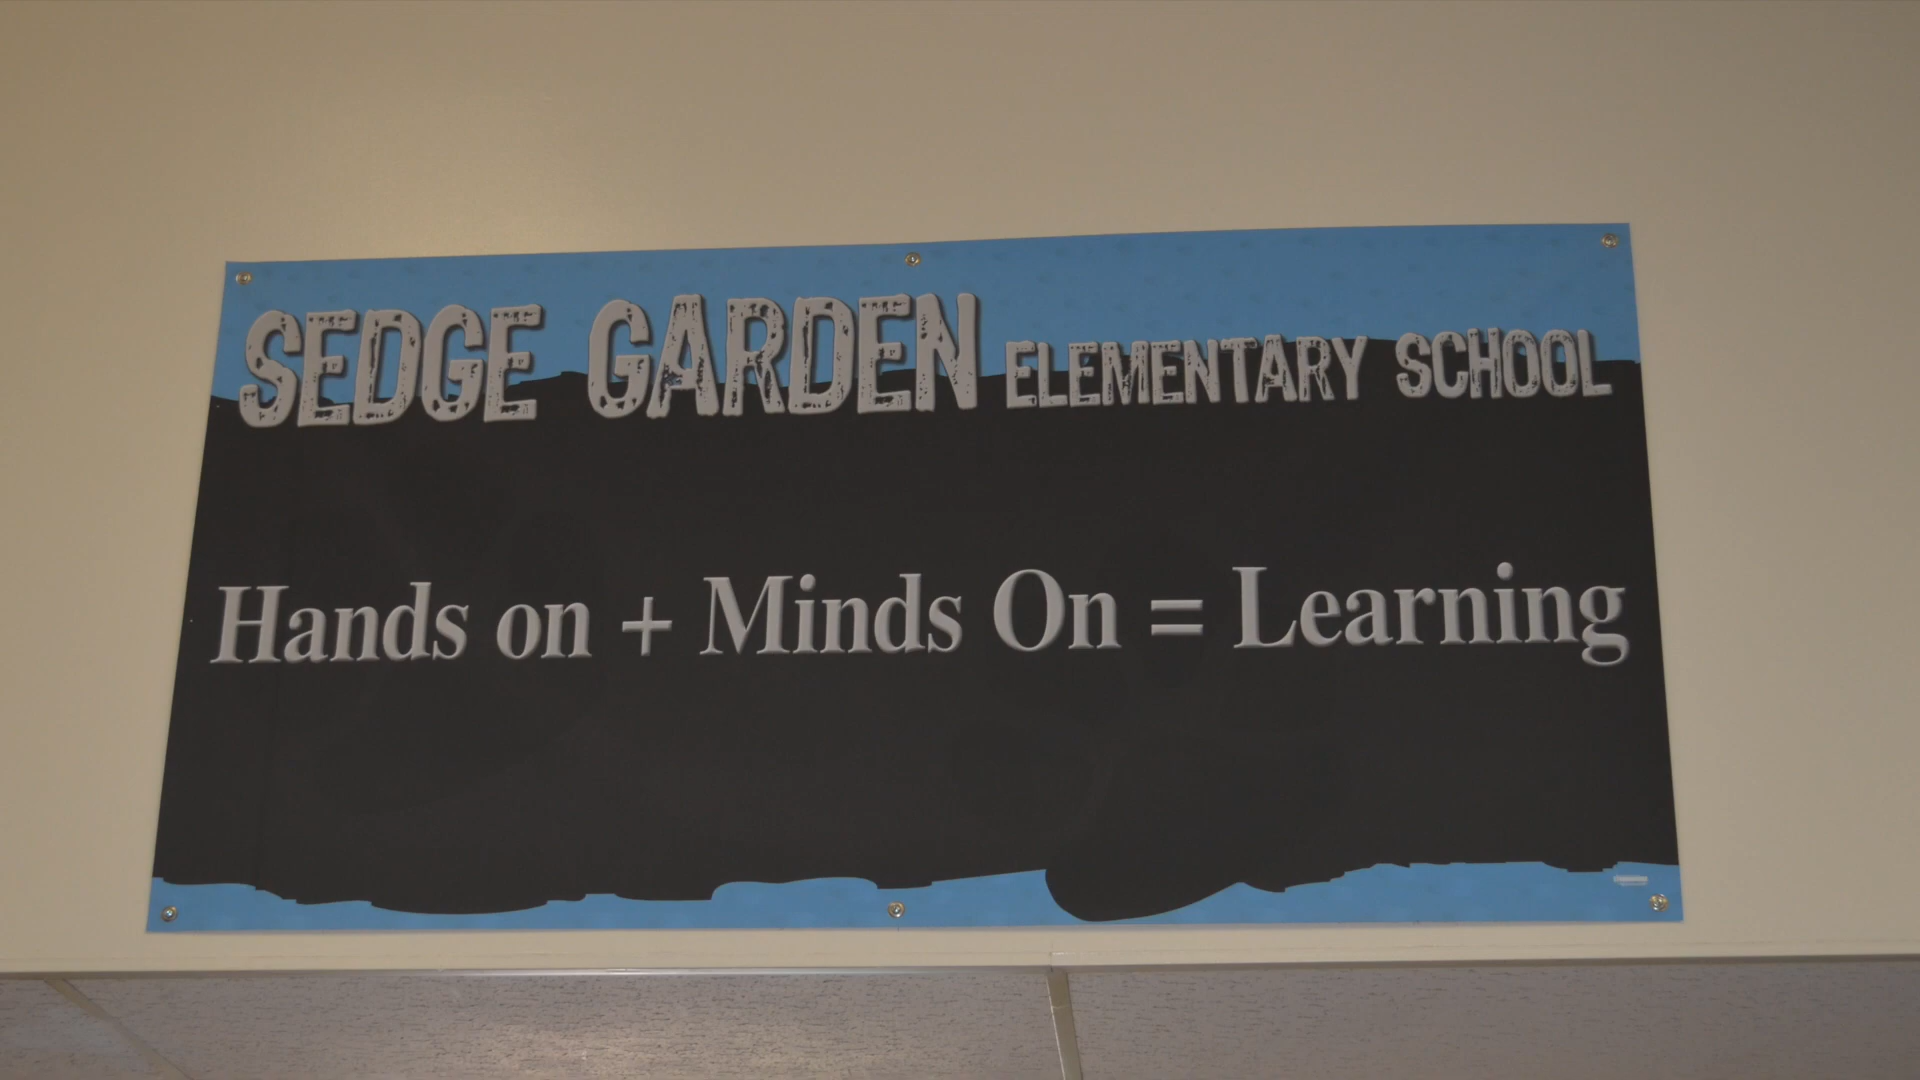 SEDGE GARDEN ELEMENTARY SCHOOL
Hands on + Minds On = Learning